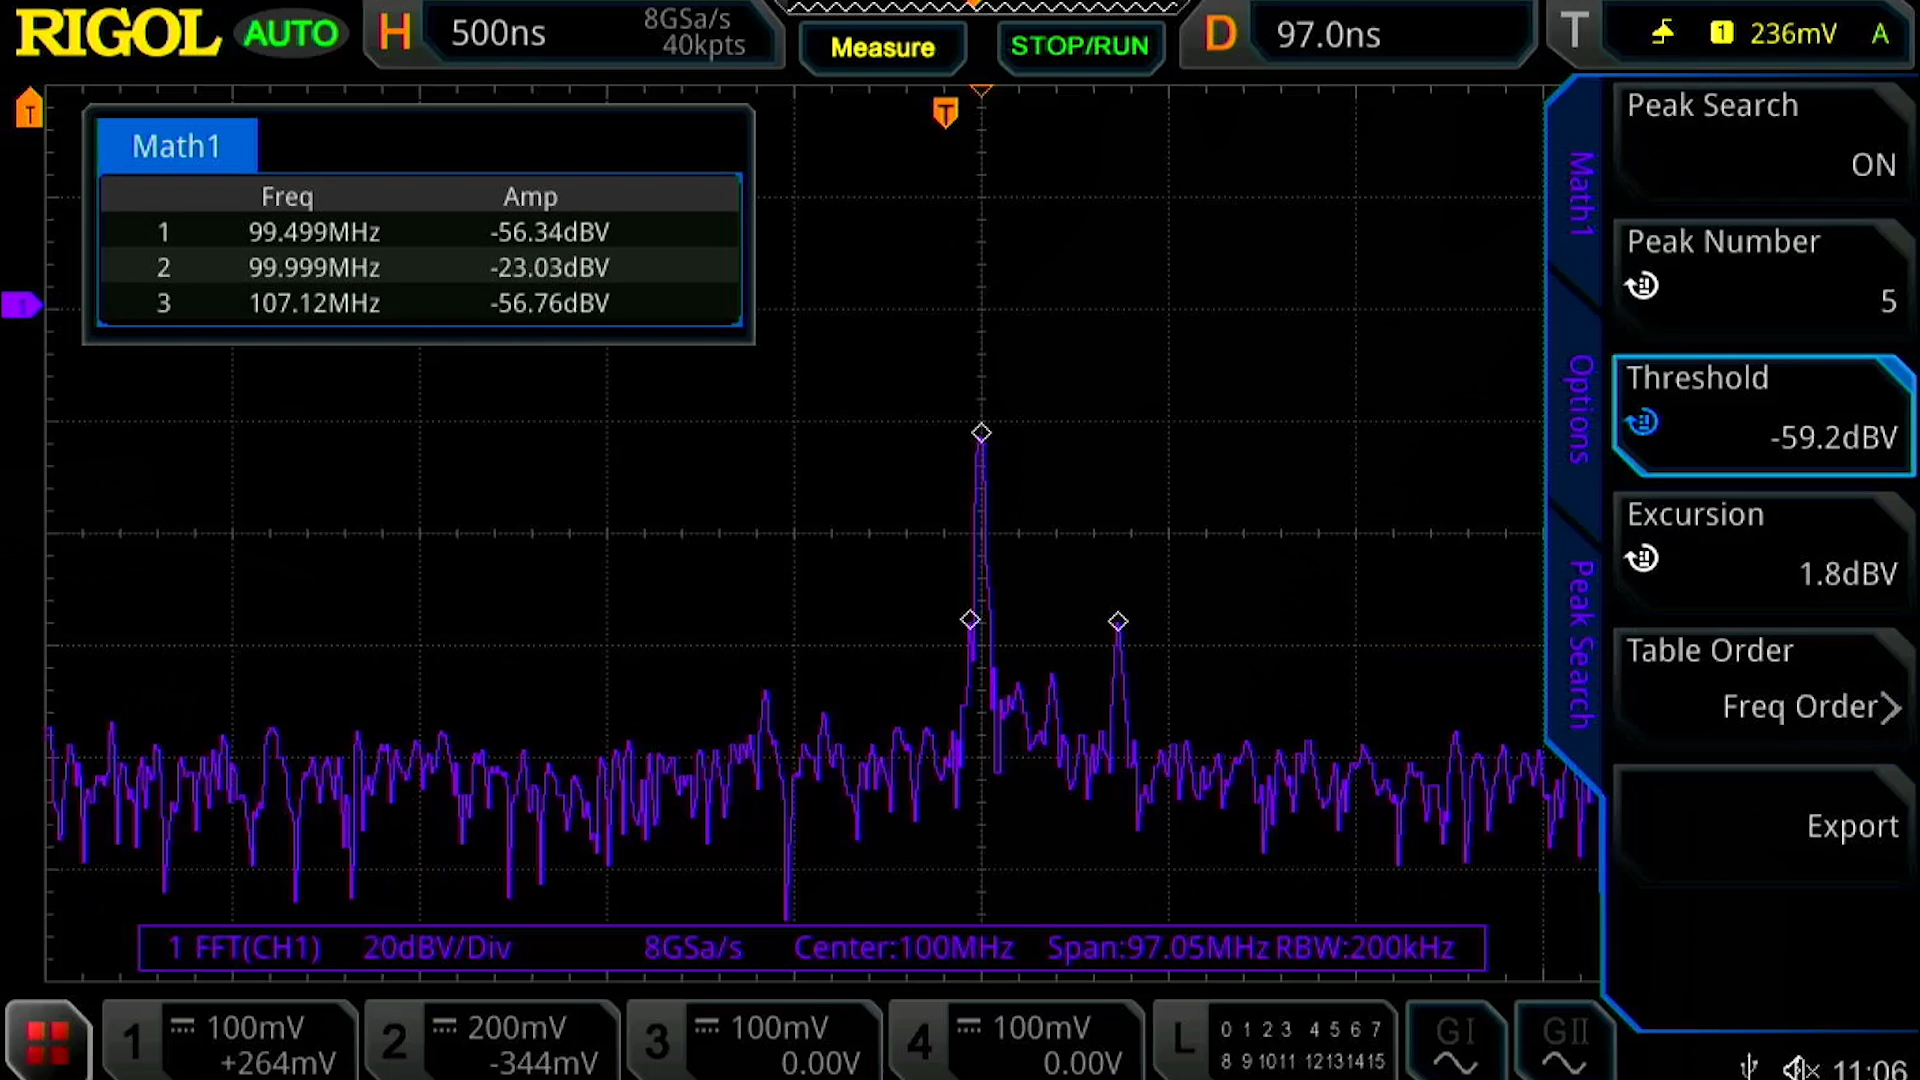 RIGOL AUTO H 500ns 8GSa/s 40kpts Measure STOP/RUN D 97.0ns T 1 236mV A
T
T
Math1
Freq Amp
1 99.499MHz -56.34dBV
2 99.999MHz -23.03dBV
3 107.12MHz -56.76dBV
1
Math1
Options
Peak Search
Peak Search
ON
Peak Number
5
Threshold
-59.2dBV
Excursion
1.8dBV
Table Order
Freq Order
Export
1 FFT(CH1) 20dBV/Div 8GSa/s Center:100MHz Span:97.05MHz RBW:200kHz
1 100mV +264mV
2 200mV -344mV
3 100mV 0.00V
4 100mV 0.00V
L 0 1 2 3 4 5 6 7
8 9 10 11 12 13 14 15
GI
GII
11:06